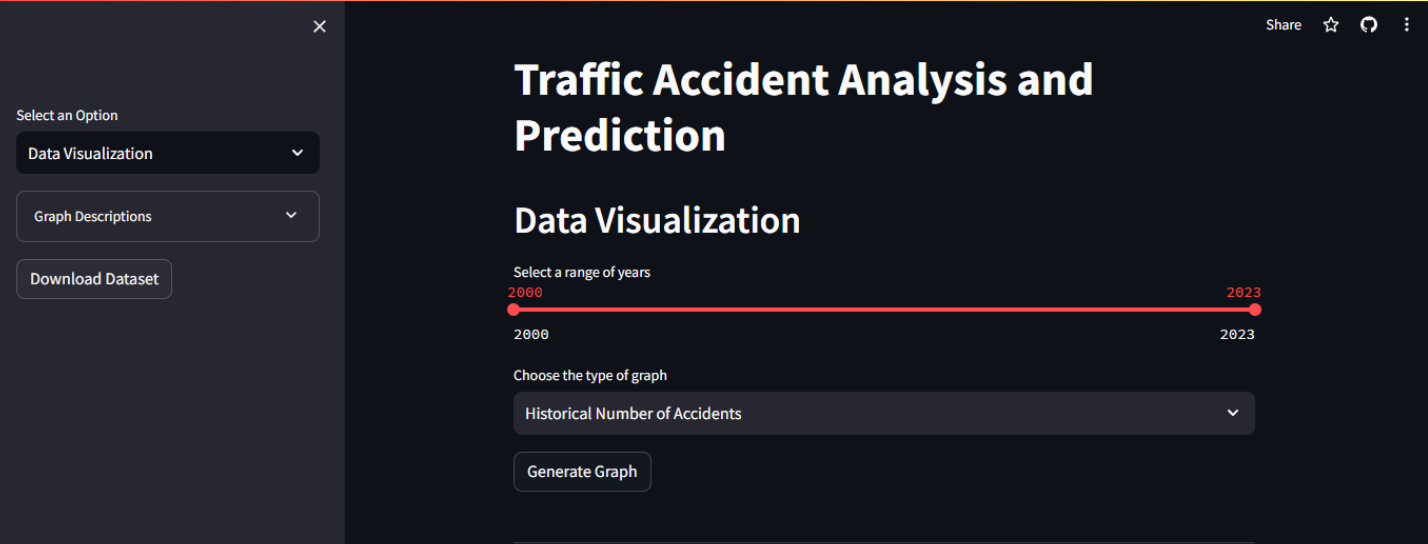 Share
Select an Option
Data Visualization
Graph Descriptions
Download Dataset
Traffic Accident Analysis and
Prediction
Data Visualization
Select a range of years
2000 2023
2000 2023
Choose the type of graph
Historical Number of Accidents
Generate Graph